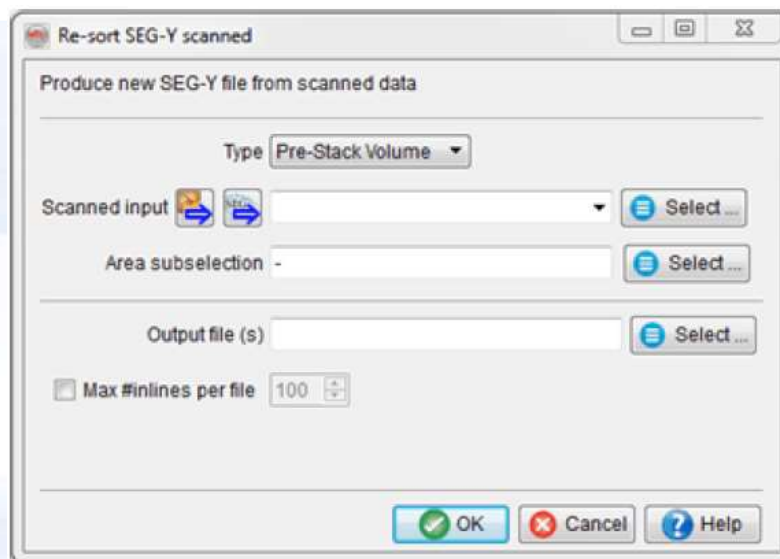 Re-sort SEG-Y scanned
Produce new SEG-Y file from scanned data
Type Pre-Stack Volume
Scanned input Select ...
Area subselection - Select ...
Output file (s) Select ...
Max #inlines per file 100
OK Cancel Help